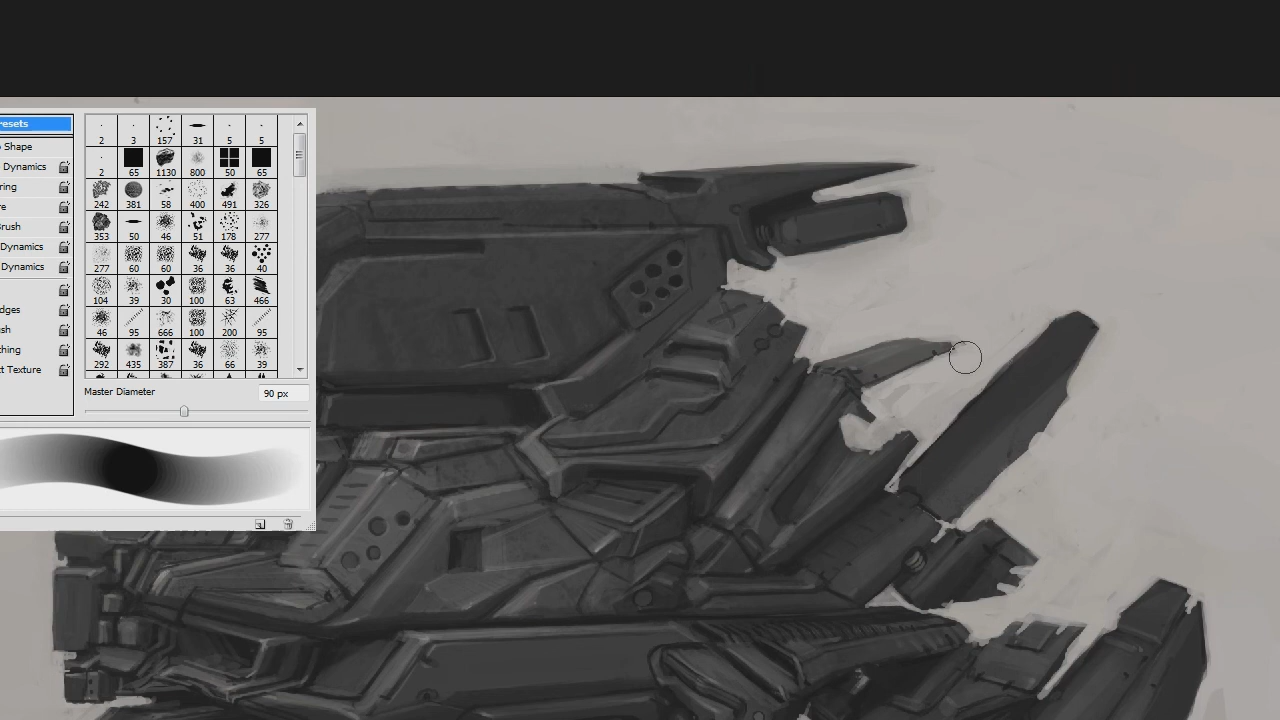 resets
Shape
Dynamics
ring
re
rush
Dynamics
Dynamics
dges
sh
thing
t Texture
2 3 157 31 5 5
2 65 1130 800 50 65
242 381 58 400 491 326
353 50 46 51 178 277
277 60 60 36 36 40
104 39 30 100 63 466
46 95 666 100 200 95
292 435 387 36 66 39
Master Diameter 90 px